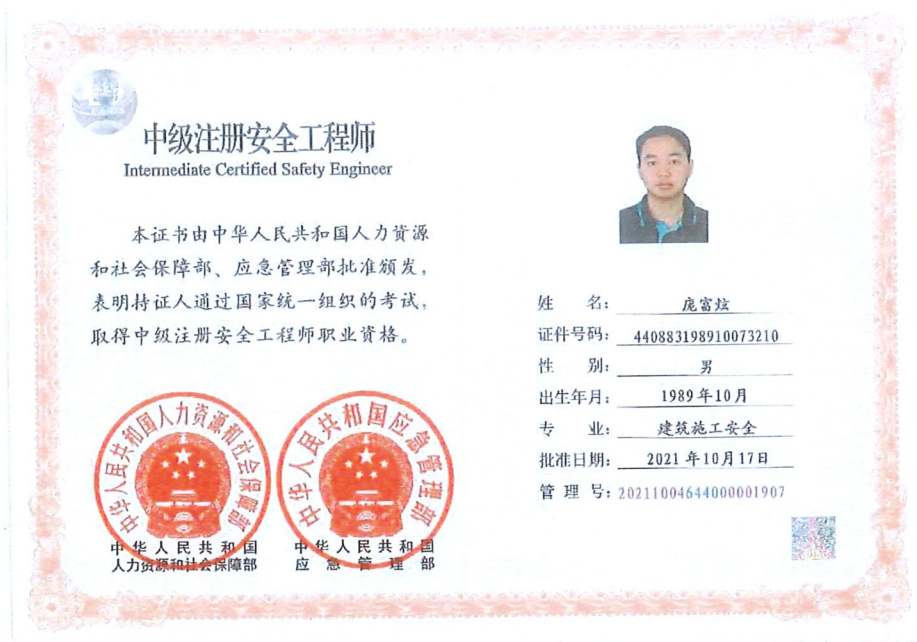 中级注册安全工程师
Intermediate Certified Safety Engineer
本证书由中华人民共和国人力资源
和社会保障部、应急管理部批准颁发，
表明持证人通过国家统一组织的考试，
取得中级注册安全工程师职业资格。
中华人民共和国人力资源和社会保障部
中华人民共和国应急管理部
中华人民共和国
人力资源和社会保障部
中华人民共和国
应急管理部
姓名：庞富炫
证件号码：440883198910073210
性别：男
出生年月：1989年10月
专业：建筑施工安全
批准日期：2021年10月17日
管理号：20211004644000001907